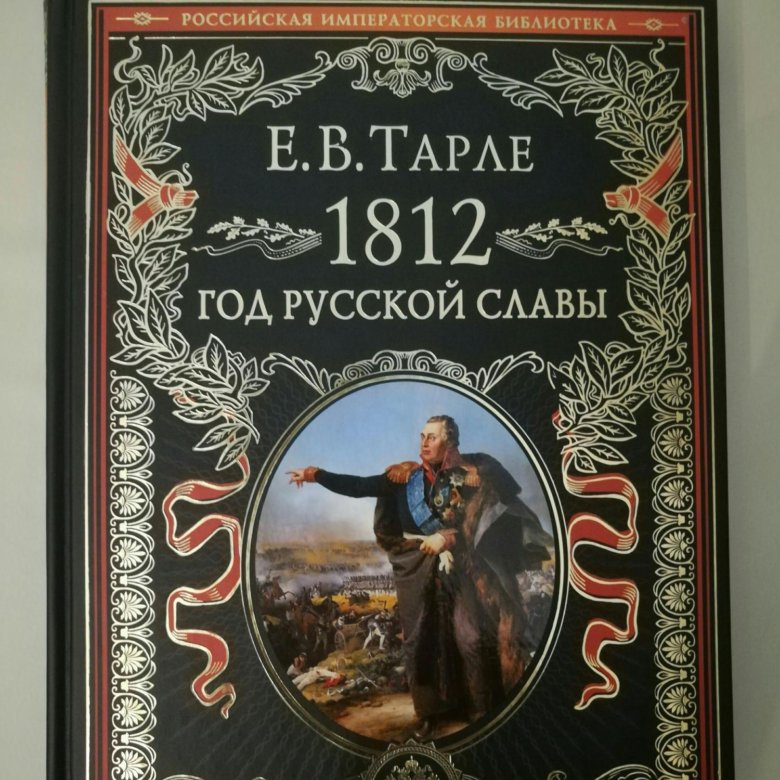 РОССИЙСКАЯ ИМПЕРАТОРСКАЯ БИБЛИОТЕКА
Е. В. ТАРЛЕ
1812
ГОД РУССКОЙ СЛАВЫ